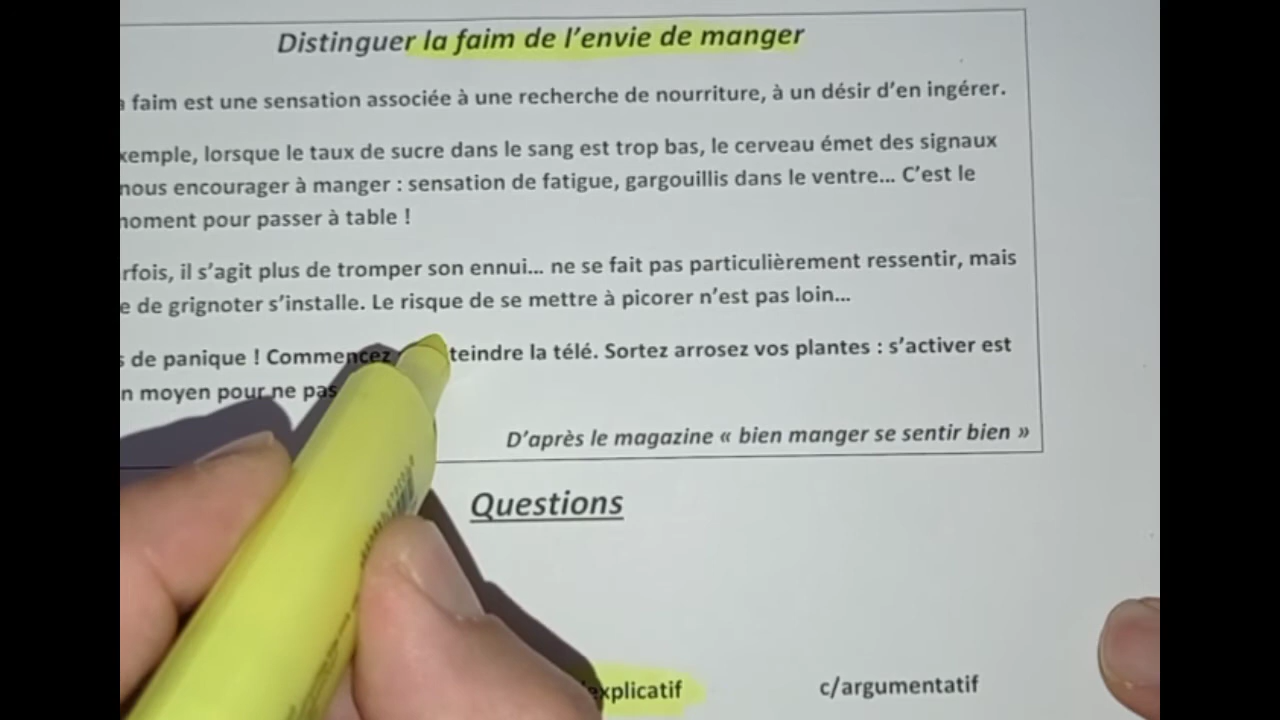 Distinguer la faim de l'envie de manger
faim est une sensation associée à une recherche de nourriture, à un désir d'en ingérer.
lorsque le taux de sucre dans le sang est trop bas, le cerveau émet des signaux
nous encourager à manger : sensation de fatigue, gargouillis dans le ventre... C'est le
moment pour passer à table !
il s'agit plus de tromper son ennui... ne se fait pas particulièrement ressentir, mais
de grignoter s'installe. Le risque de se mettre à picorer n'est pas loin...
de panique ! Commencez teindre la télé. Sortez arrosez vos plantes : s'activer est
moyen pour ne pas
D'après le magazine « bien manger se sentir bien »
Questions
explicatif c/argumentatif